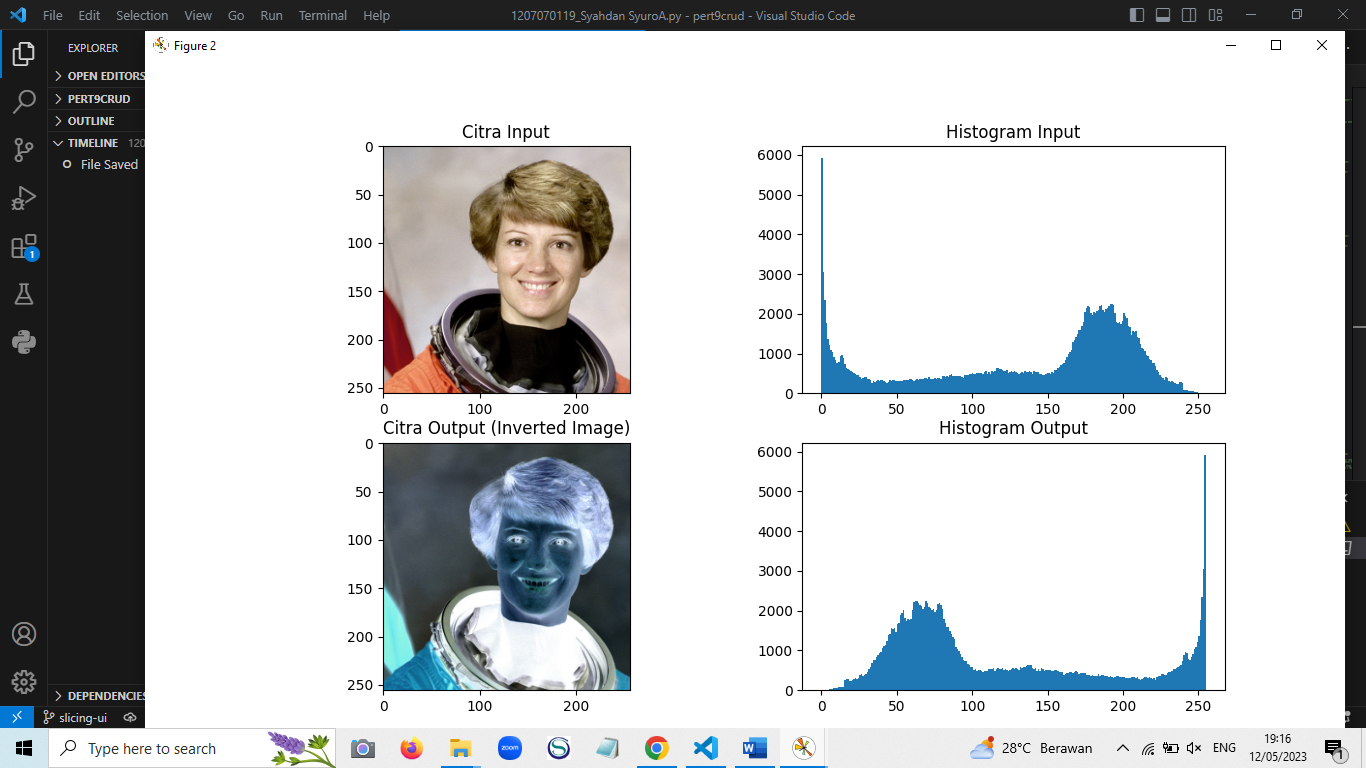 File Edit Selection View Go Run Terminal Help 1207070119_Syahdan SyuroA.py - pert9crud - Visual Studio Code
Figure 2
EXPLORER
OPEN EDITORS
PERT9CRUD
OUTLINE
TIMELINE 120
File Saved
1
Citra Input
0
50
100
150
200
250
0 100 200
Histogram Input
6000
5000
4000
3000
2000
1000
0
0 50 100 150 200 250
Citra Output (Inverted Image)
0
50
100
150
200
250
0 100 200
Histogram Output
6000
5000
4000
3000
2000
1000
0
0 50 100 150 200 250
DEPENDENCIES
slicing-ui
Type here to search
zoom
S
W
28°C Berawan
ENG
19:16
12/05/2023
1